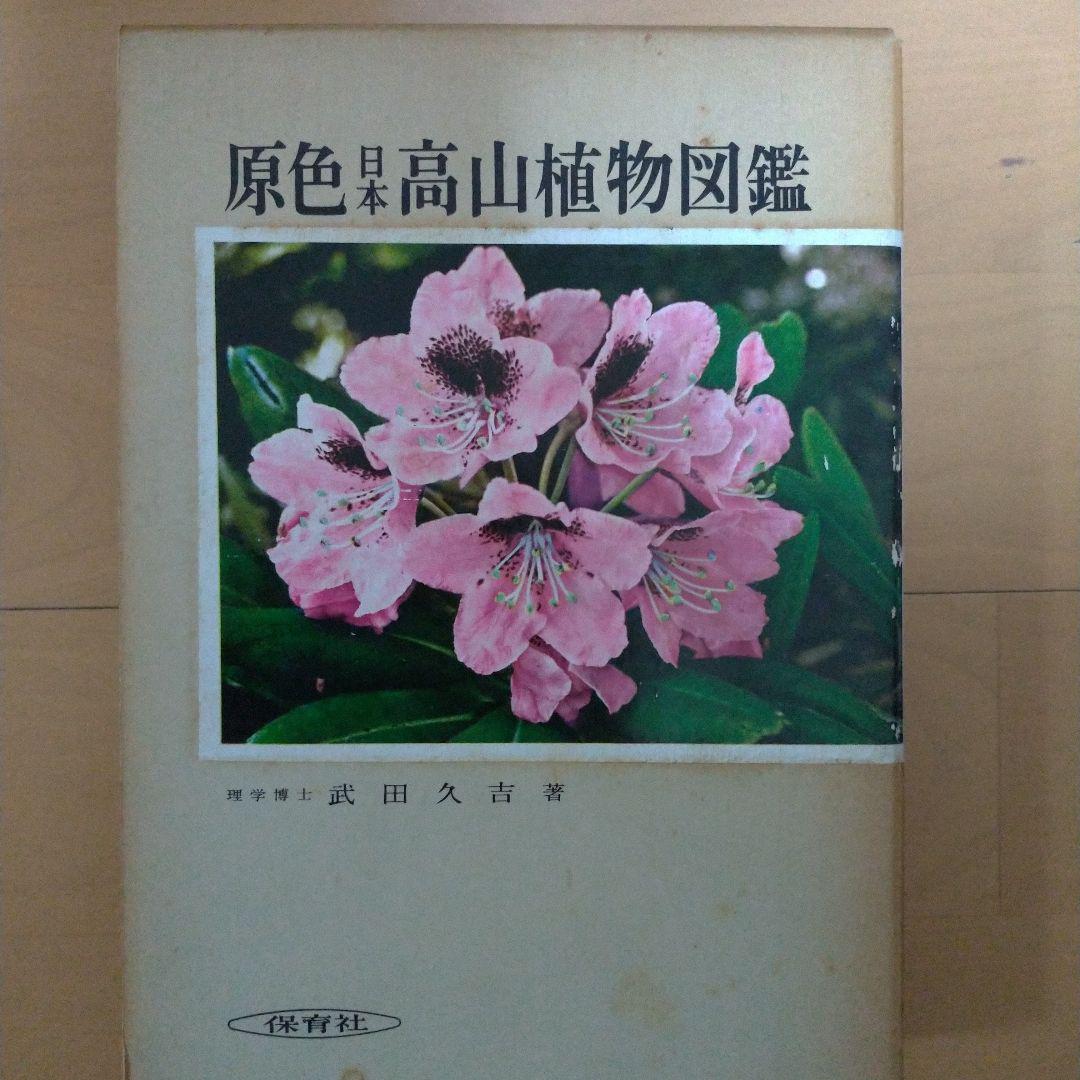 原色日本高山植物図鑑
理学博士 武田久吉著
保育社